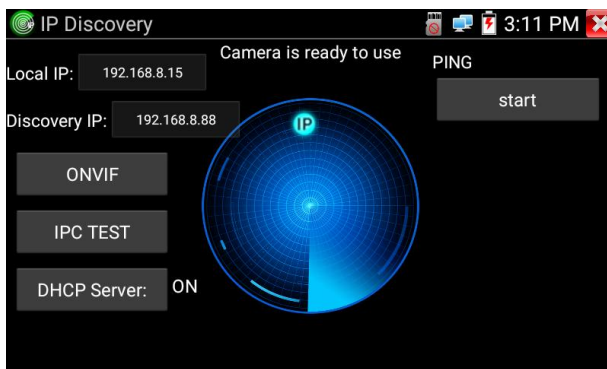 IP Discovery
3:11 PM
Camera is ready to use
Local IP: 192.168.8.15
PING
start
Discovery IP: 192.168.8.88
IP
ONVIF
IPC TEST
DHCP Server: ON